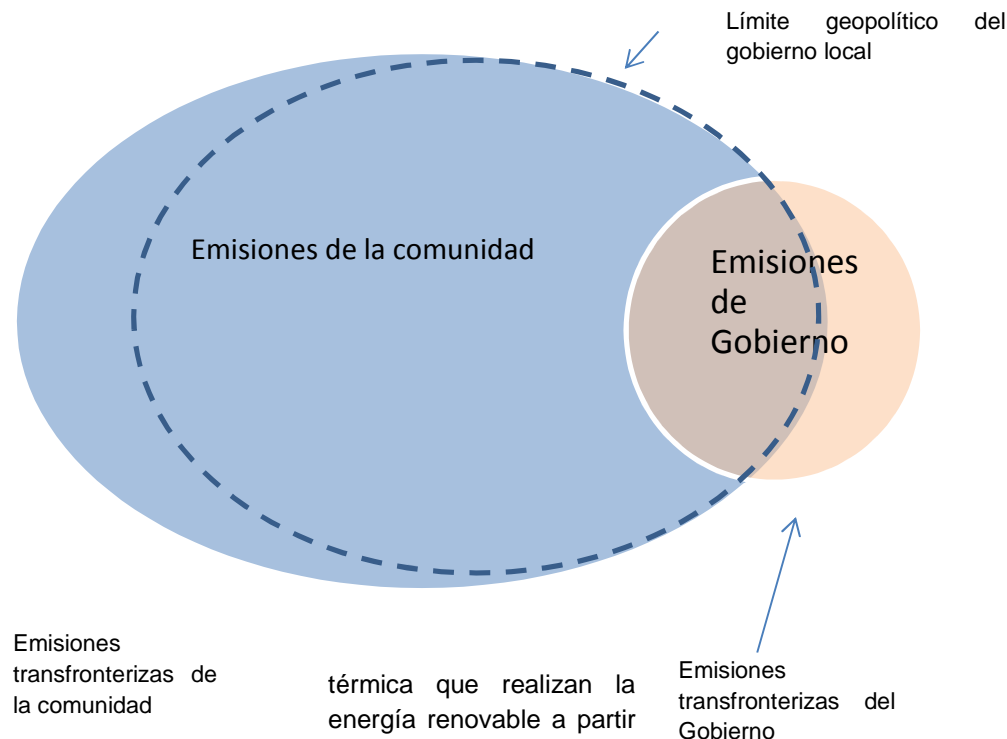 Límite geopolítico del
gobierno local
Emisiones de la comunidad
Emisiones
de
Gobierno
Emisiones
transfronterizas de
la comunidad
térmica que realizan la
energía renovable a partir
Emisiones
transfronterizas del
Gobierno